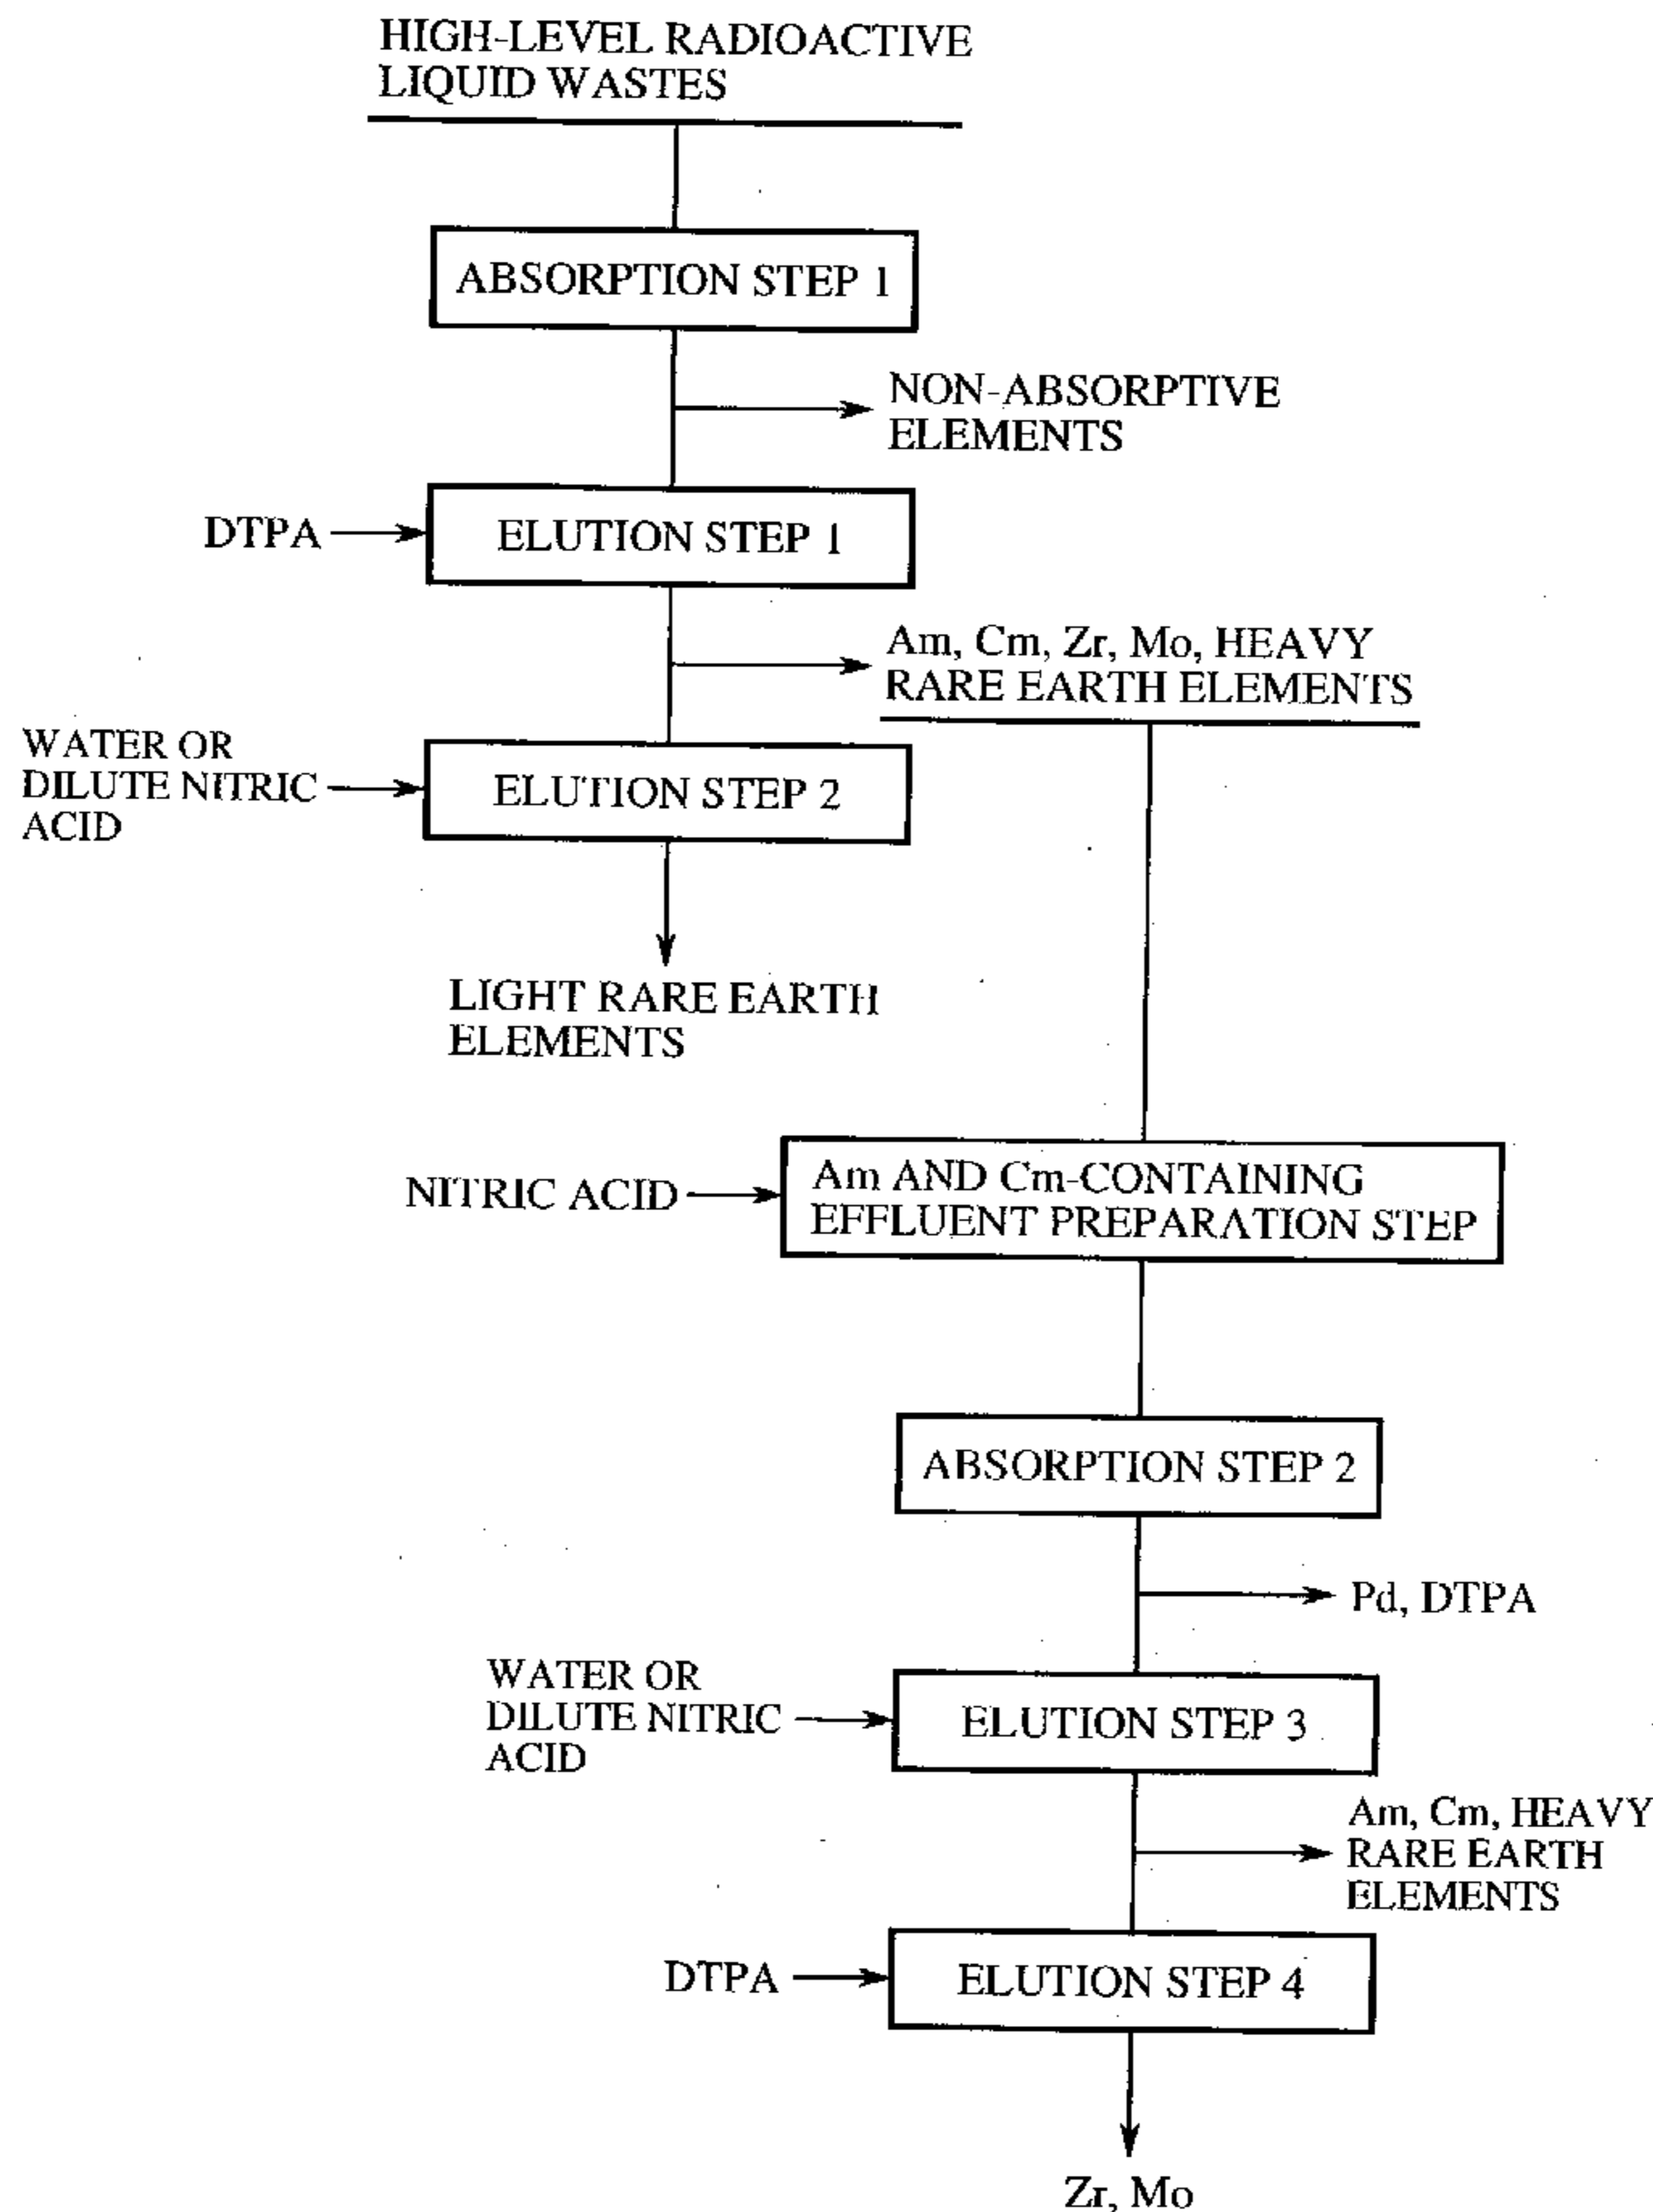 HIGH-LEVEL RADIOACTIVE
LIQUID WASTES
ABSORPTION STEP 1
NON-ABSORPTIVE
ELEMENTS
DTPA
ELUTION STEP 1
Am, Cm, Zr, Mo, HEAVY
RARE EARTH ELEMENTS
WATER OR
DILUTE NITRIC
ACID
ELUTION STEP 2
LIGHT RARE EARTH
ELEMENTS
NITRIC ACID
Am AND Cm-CONTAINING
EFFLUENT PREPARATION STEP
ABSORPTION STEP 2
Pd, DTPA
WATER OR
DILUTE NITRIC
ACID
ELUTION STEP 3
Am, Cm, HEAVY
RARE EARTH
ELEMENTS
DTPA
ELUTION STEP 4
Zr, Mo